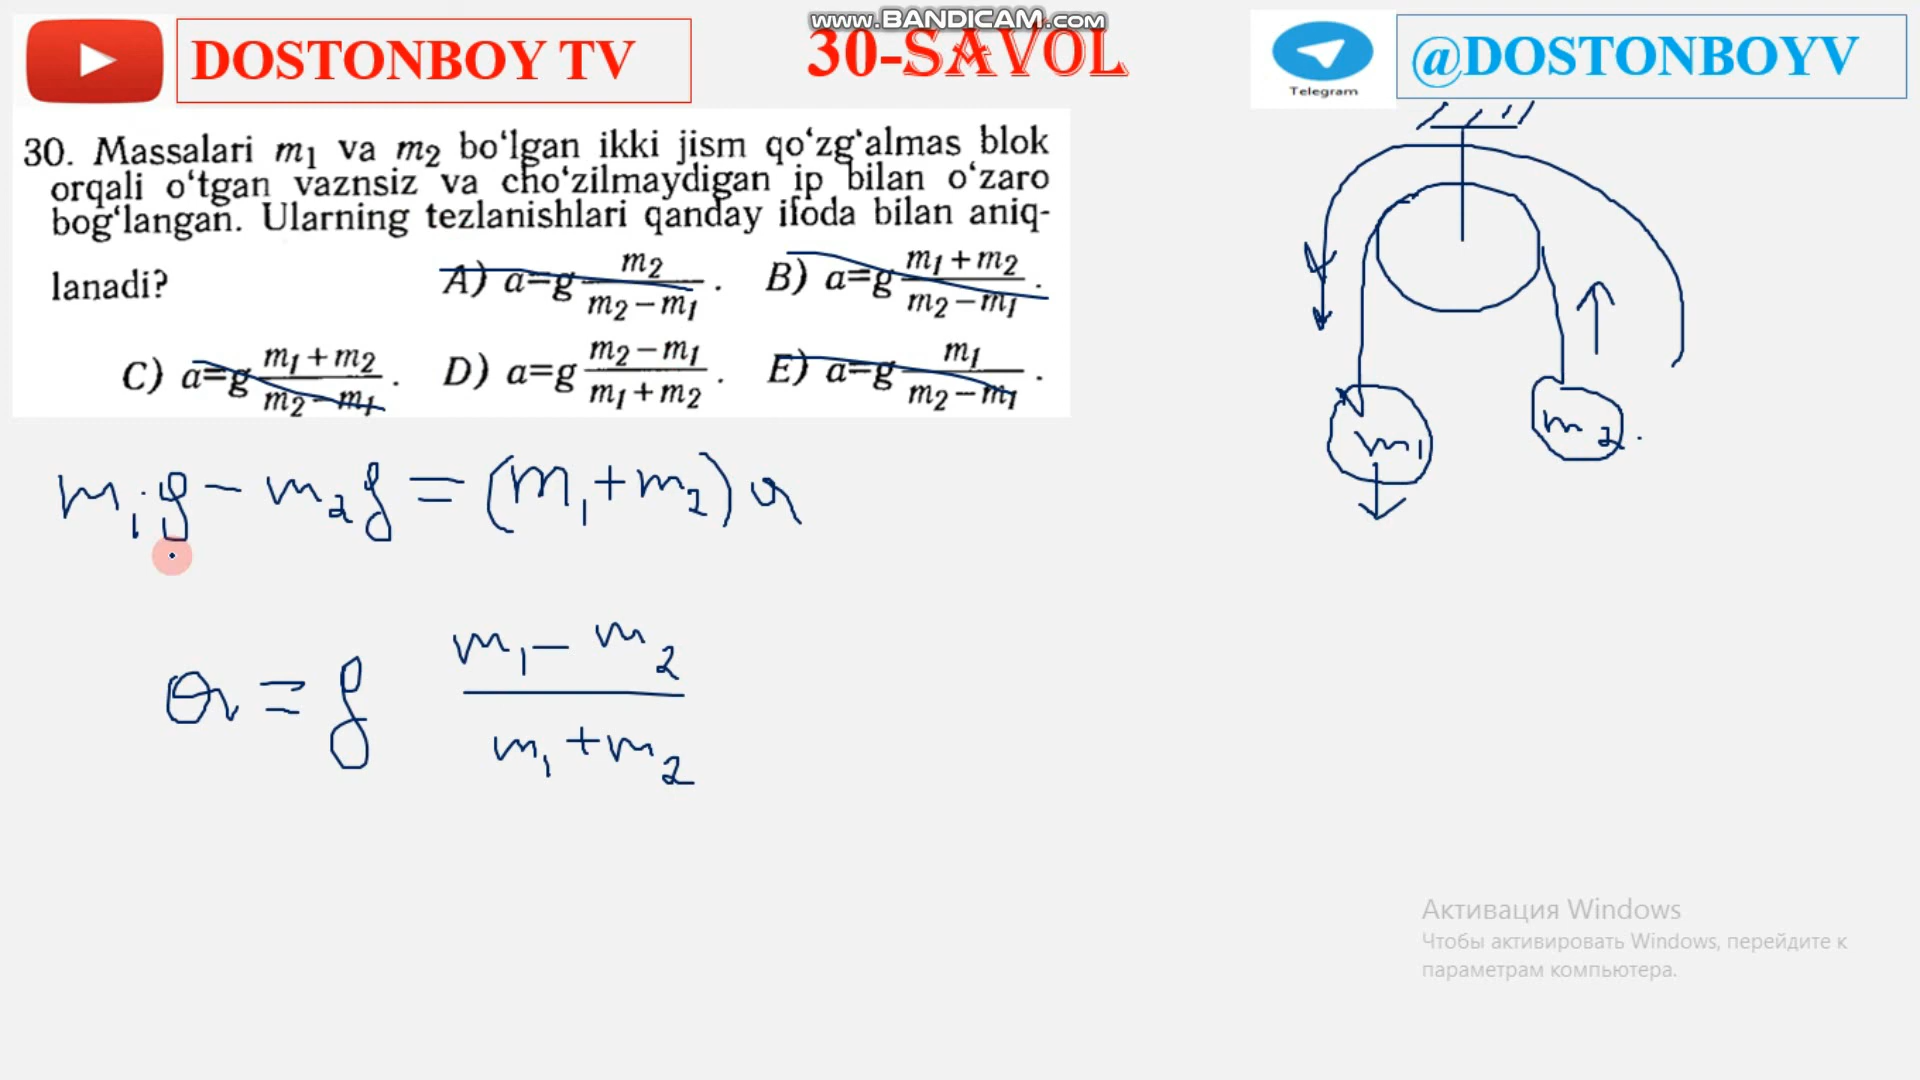 www.BANDICAM.com
DOSTONBOY TV
30-SAVOL
Telegram
@DOSTONBOYV
30. Massalari m₁ va m₂ bo‘lgan ikki jism qo‘zg‘almas blok
orqali o‘tgan vaznsiz va cho‘zilmaydigan ip bilan o‘zaro
bog‘langan. Ularning tezlanishlari qanday ifoda bilan aniq-
lanadi? A) a=g m₂/(m₂−m₁). B) a=g (m₁+m₂)/(m₂−m₁).
C) a=g (m₁+m₂)/(m₂−m₁). D) a=g (m₂−m₁)/(m₁+m₂). E) a=g m₁/(m₂−m₁).
m₁ m₂.
m₁g − m₂g = (m₁+m₂)a
a = g (m₁−m₂)/(m₁+m₂)
Активация Windows
Чтобы активировать Windows, перейдите к
параметрам компьютера.